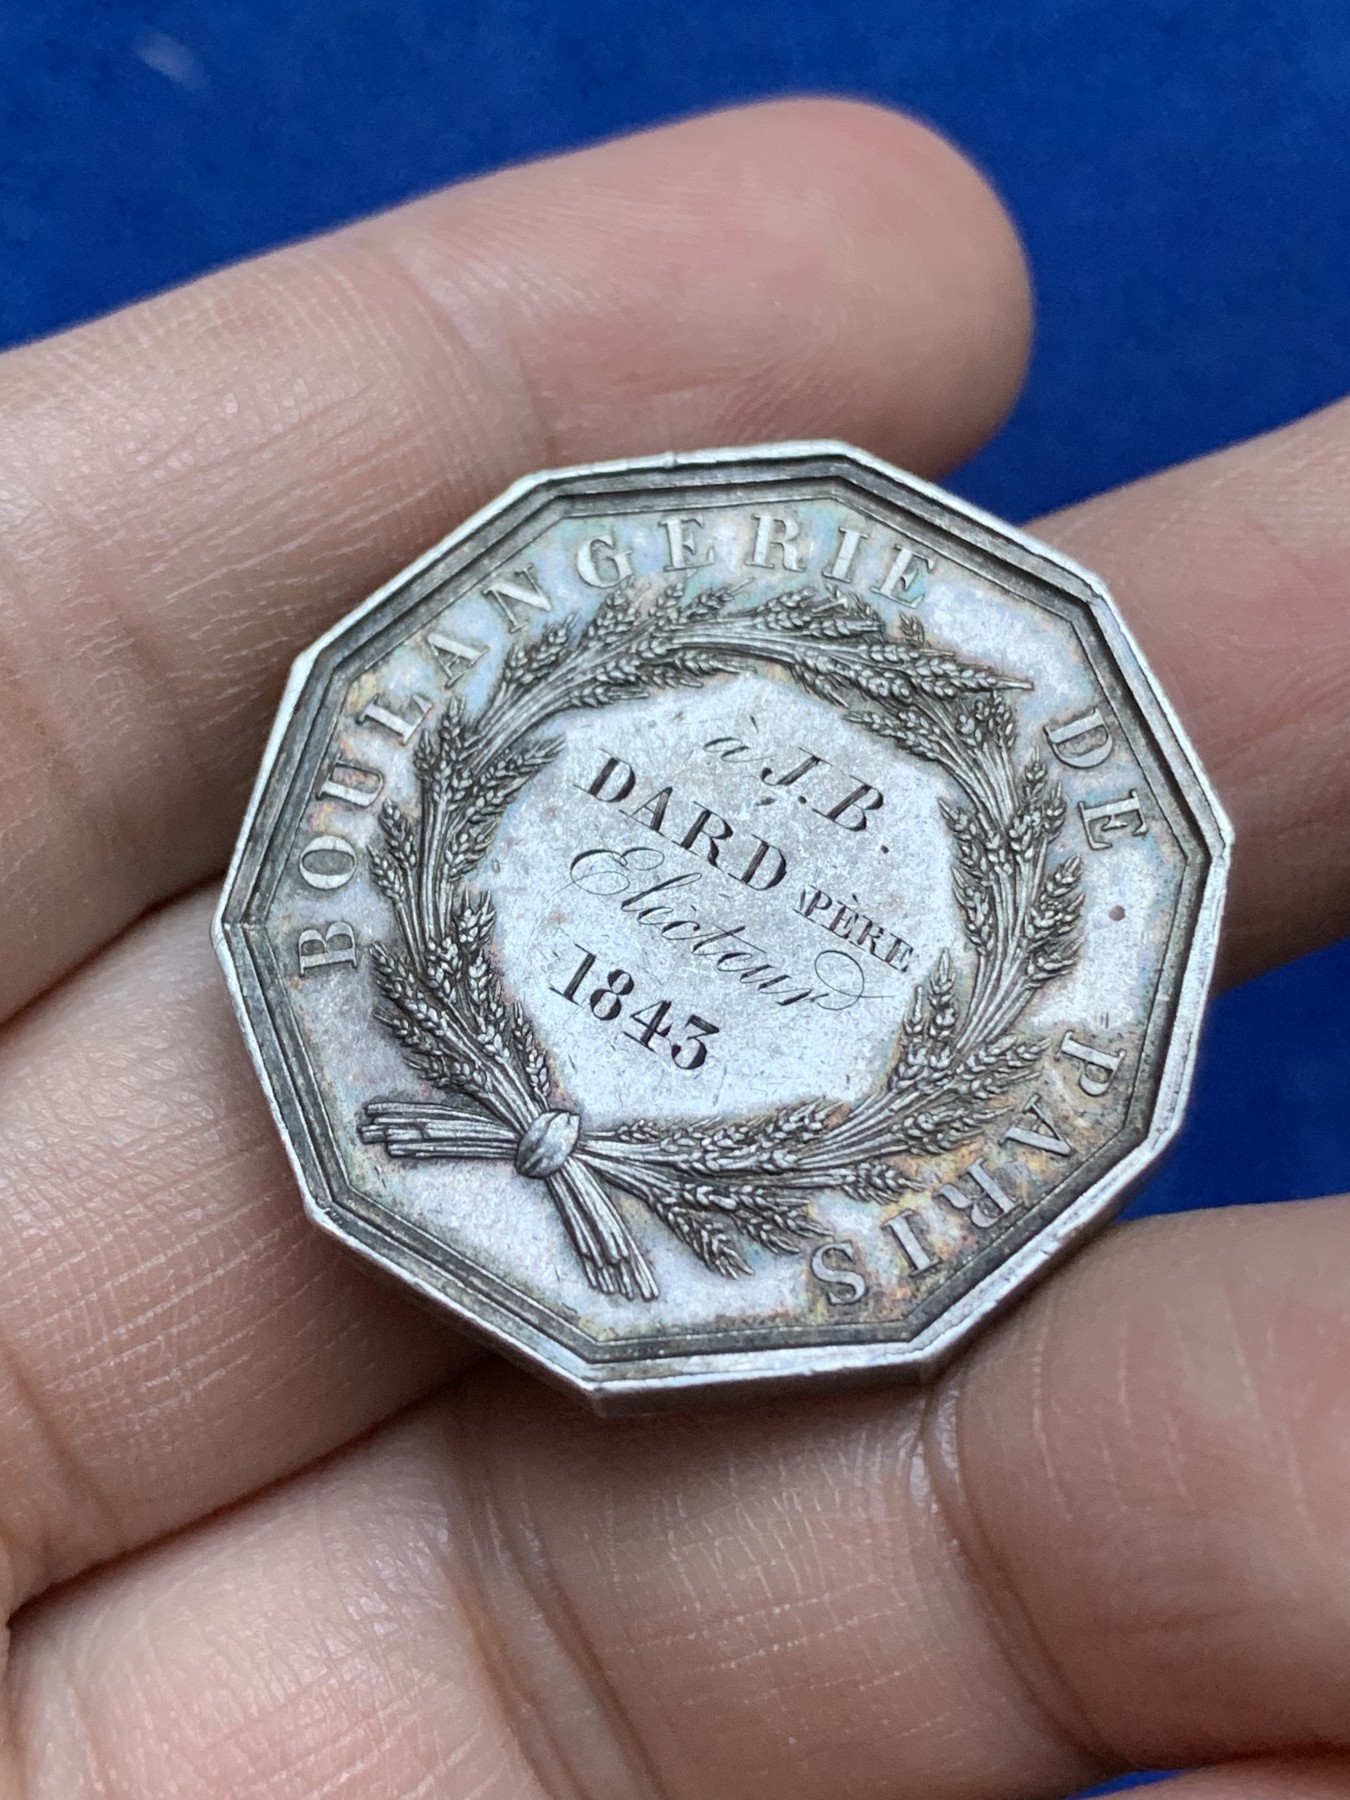 BOULANGERIE DE PARIS
à J. B.
DARD PÈRE
Electeur
1843